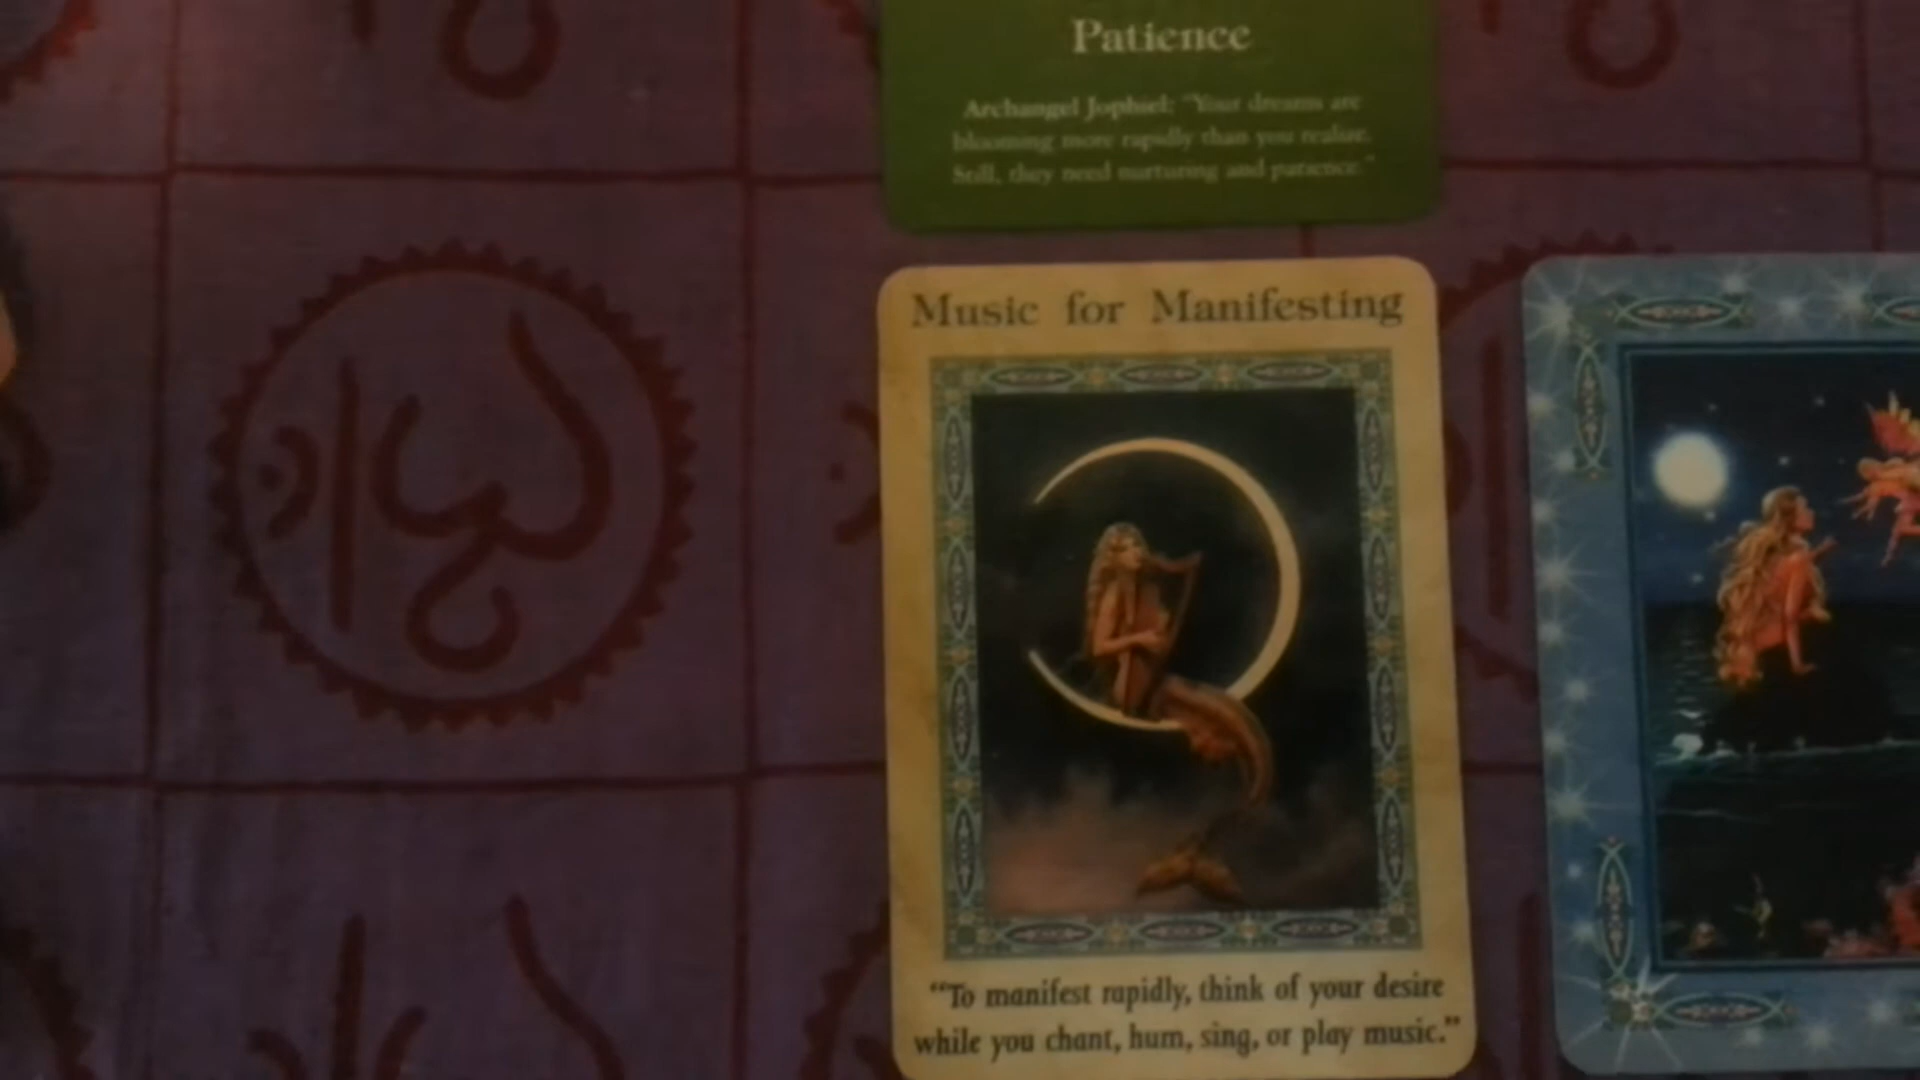 Patience
Archangel Jophiel: "Your dreams are
blooming more rapidly than you realize.
Still, they need nurturing and patience."
Music for Manifesting
"To manifest rapidly, think of your desire
while you chant, hum, sing, or play music."